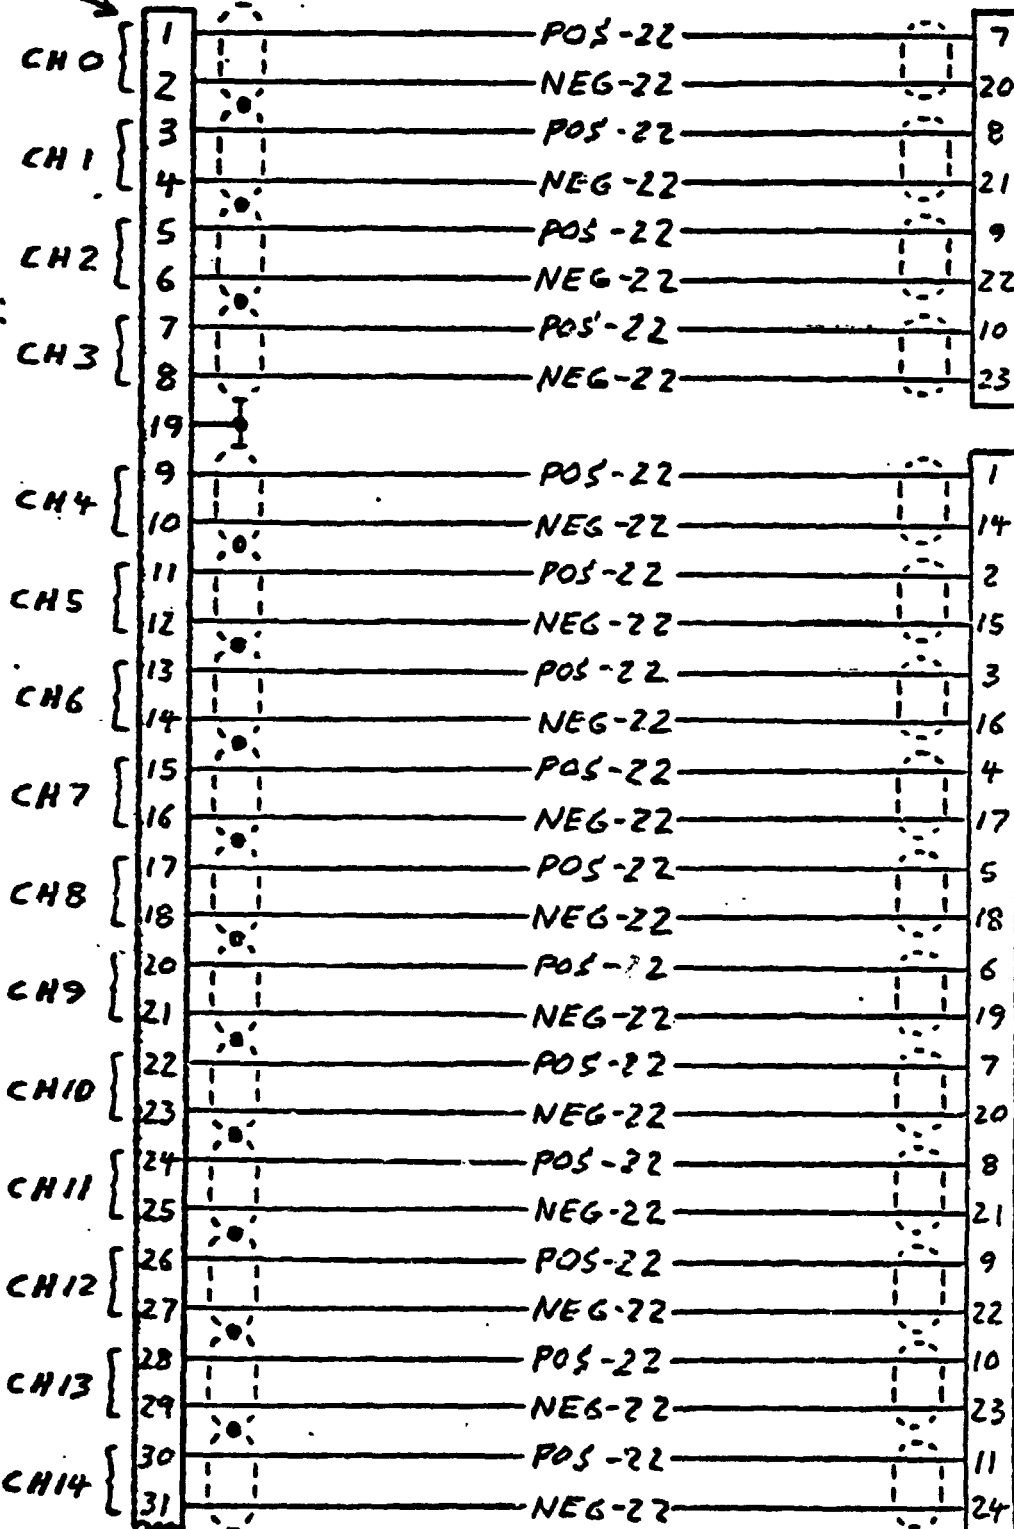 1 POS-22 7
CH0
2 NEG-22 20
3 POS-22 8
CH1
4 NEG-22 21
5 POS-22 9
CH2
6 NEG-22 22
7 POS-22 10
CH3
8 NEG-22 23
19
9 POS-22 1
CH4
10 NEG-22 14
11 POS-22 2
CH5
12 NEG-22 15
13 POS-22 3
CH6
14 NEG-22 16
15 POS-22 4
CH7
16 NEG-22 17
17 POS-22 5
CH8
18 NEG-22 18
20 POS-22 6
CH9
21 NEG-22 19
22 POS-22 7
CH10
23 NEG-22 20
24 POS-22 8
CH11
25 NEG-22 21
26 POS-22 9
CH12
27 NEG-22 22
28 POS-22 10
CH13
29 NEG-22 23
30 POS-22 11
CH14
31 NEG-22 24